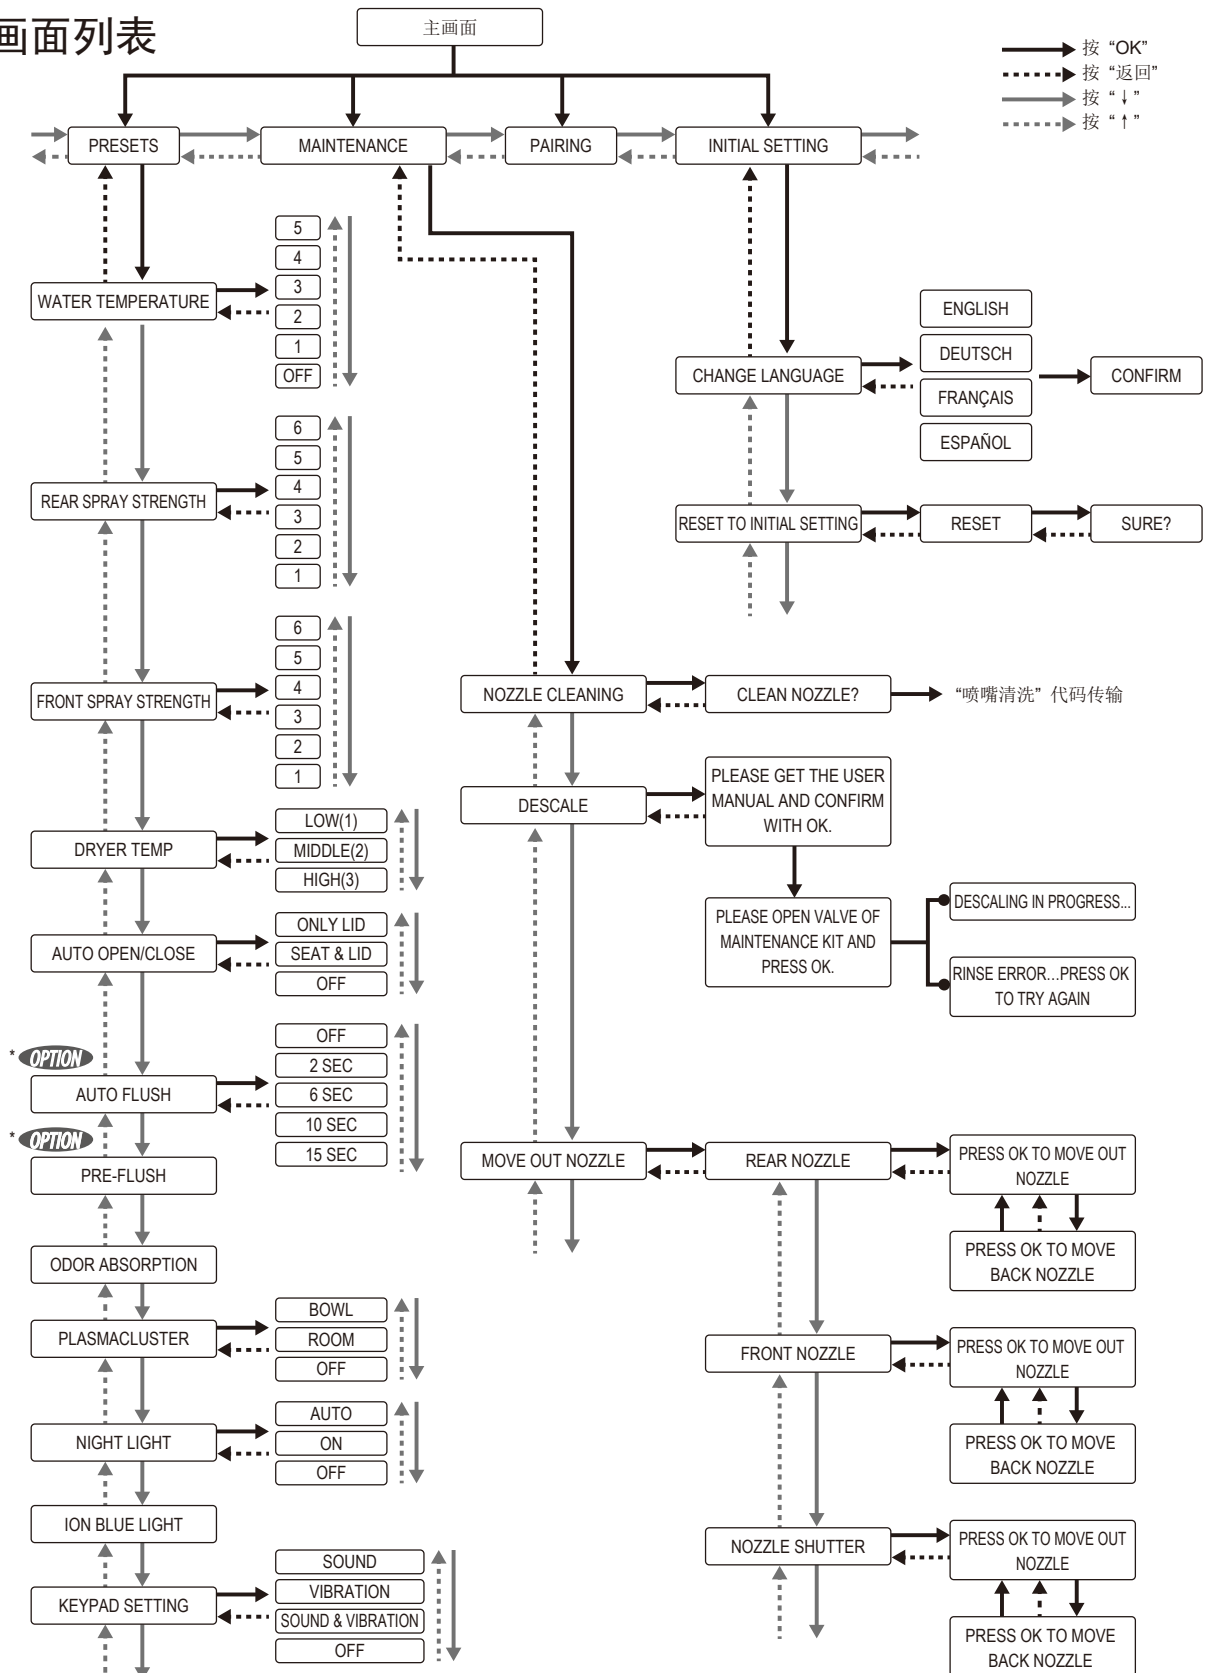 画面列表
主画面
按 “OK”
按 “返回”
按 “↓”
按 “↑”
PRESETS
MAINTENANCE
PAIRING
INITIAL SETTING
WATER TEMPERATURE
5
4
3
2
1
OFF
REAR SPRAY STRENGTH
6
5
4
3
2
1
FRONT SPRAY STRENGTH
6
5
4
3
2
1
DRYER TEMP
LOW(1)
MIDDLE(2)
HIGH(3)
AUTO OPEN/CLOSE
ONLY LID
SEAT & LID
OFF
* OPTION
AUTO FLUSH
OFF
2 SEC
6 SEC
10 SEC
15 SEC
* OPTION
PRE-FLUSH
ODOR ABSORPTION
PLASMACLUSTER
BOWL
ROOM
OFF
NIGHT LIGHT
AUTO
ON
OFF
ION BLUE LIGHT
KEYPAD SETTING
SOUND
VIBRATION
SOUND & VIBRATION
OFF
CHANGE LANGUAGE
ENGLISH
DEUTSCH
FRANÇAIS
ESPAÑOL
CONFIRM
RESET TO INITIAL SETTING
RESET
SURE?
NOZZLE CLEANING
CLEAN NOZZLE?
“喷嘴清洗” 代码传输
DESCALE
PLEASE GET THE USER
MANUAL AND CONFIRM
WITH OK.
PLEASE OPEN VALVE OF
MAINTENANCE KIT AND
PRESS OK.
DESCALING IN PROGRESS...
RINSE ERROR...PRESS OK
TO TRY AGAIN
MOVE OUT NOZZLE
REAR NOZZLE
PRESS OK TO MOVE OUT
NOZZLE
PRESS OK TO MOVE
BACK NOZZLE
FRONT NOZZLE
PRESS OK TO MOVE OUT
NOZZLE
PRESS OK TO MOVE
BACK NOZZLE
NOZZLE SHUTTER
PRESS OK TO MOVE OUT
NOZZLE
PRESS OK TO MOVE
BACK NOZZLE